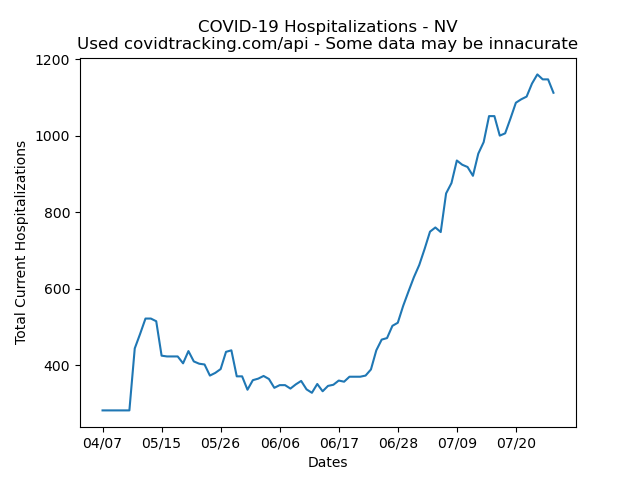 COVID-19 Hospitalizations - NV
Used covidtracking.com/api - Some data may be innacurate
1200
1000
800
600
400
Total Current Hospitalizations
04/07 05/15 05/26 06/06 06/17 06/28 07/09 07/20
Dates